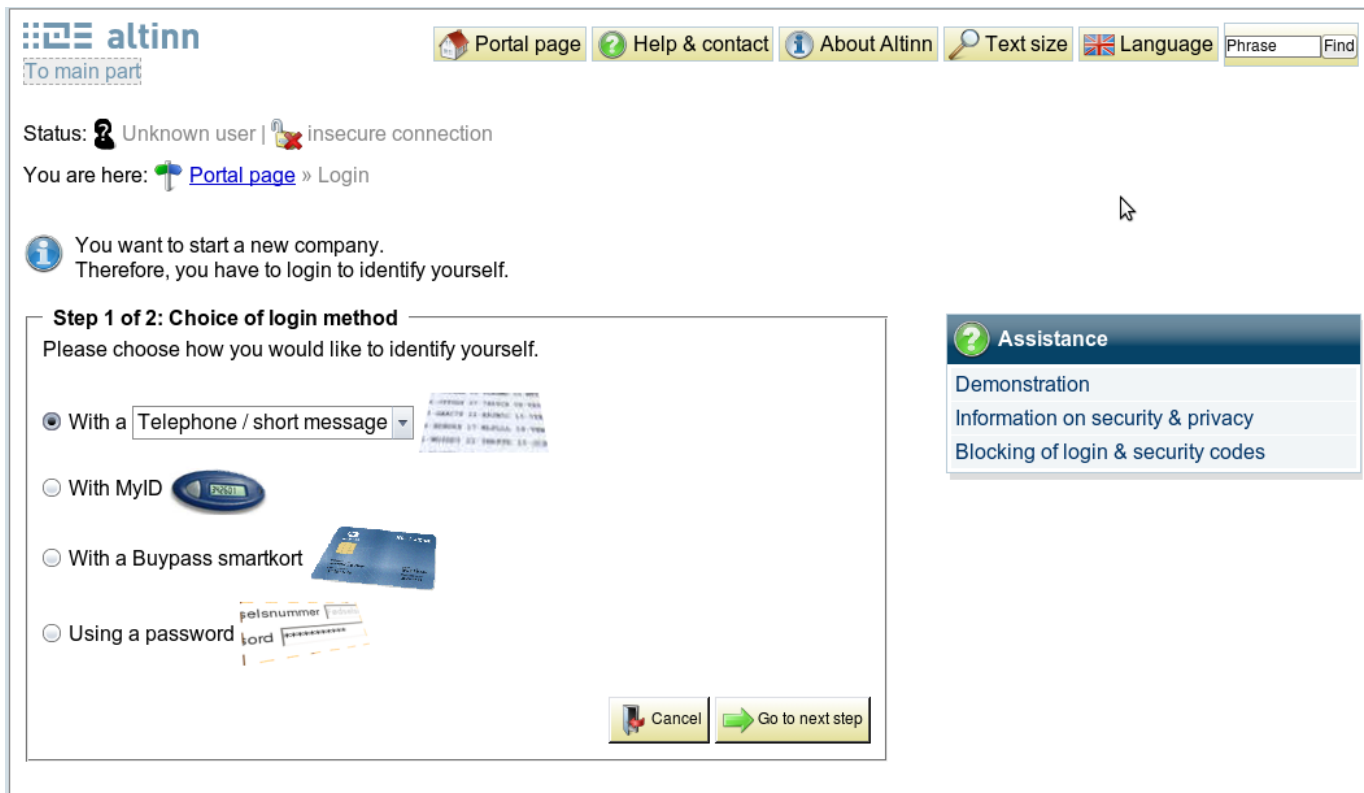 altinn
To main part
Portal page Help & contact About Altinn Text size Language Phrase Find
Status: Unknown user | insecure connection
You are here: Portal page » Login
You want to start a new company.
Therefore, you have to login to identify yourself.
Step 1 of 2: Choice of login method
Please choose how you would like to identify yourself.
With a Telephone / short message
With MyID
With a Buypass smartkort
selsnummer
Using a password
sord ***********
Cancel Go to next step
Assistance
Demonstration
Information on security & privacy
Blocking of login & security codes